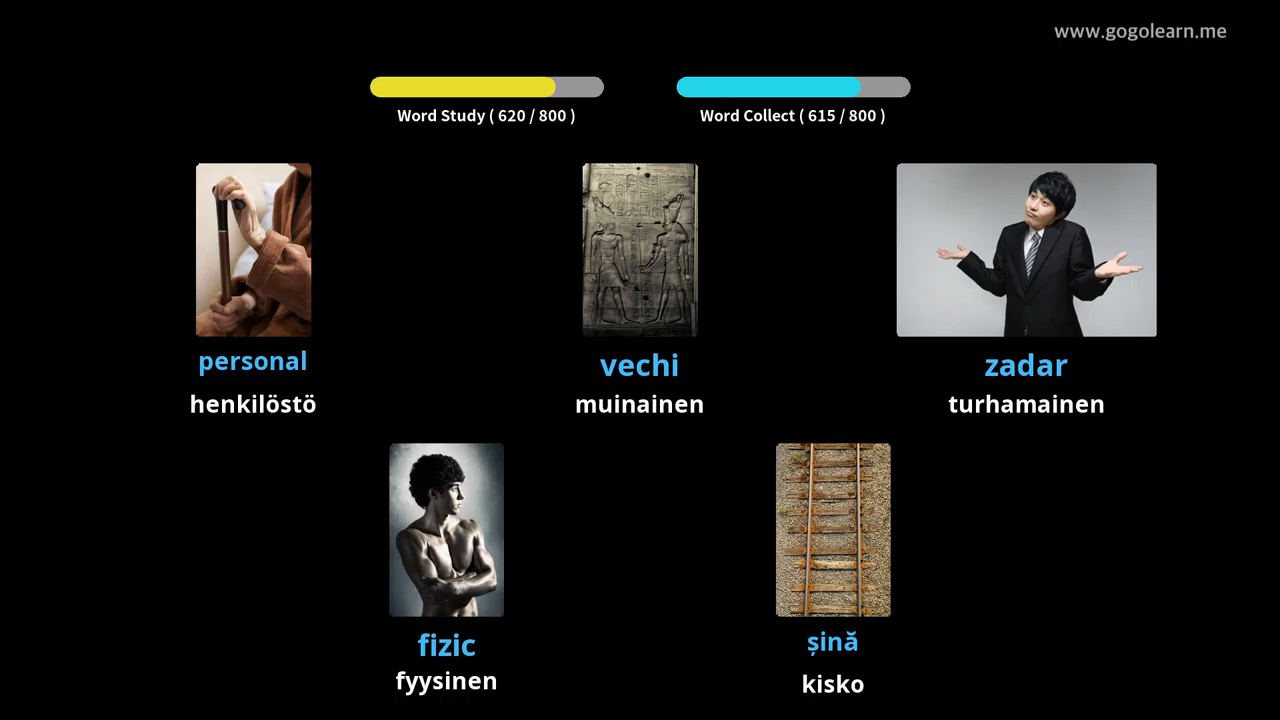 www.gogolearn.me
Word Study ( 620 / 800 )
Word Collect ( 615 / 800 )
personal
henkilöstö
vechi
muinainen
zadar
turhamainen
fizic
fyysinen
șină
kisko